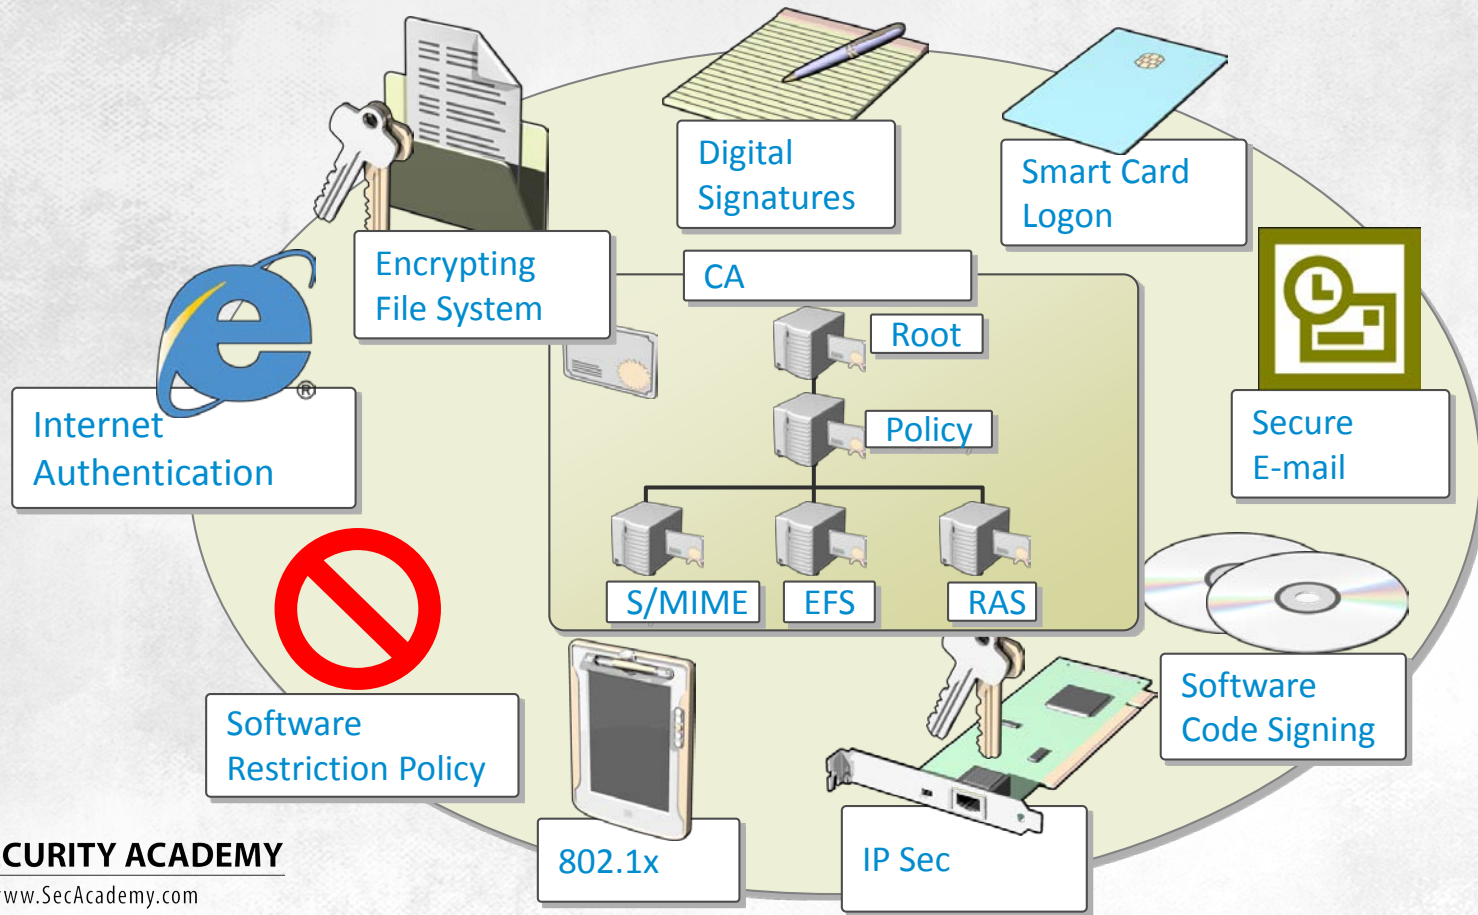 Digital
Signatures
Smart Card
Logon
Encrypting
File System
CA
Root
Internet
Authentication
Policy
Secure
E-mail
S/MIME
EFS
RAS
Software
Restriction Policy
Software
Code Signing
802.1x
IP Sec
CURITY ACADEMY
www.SecAcademy.com